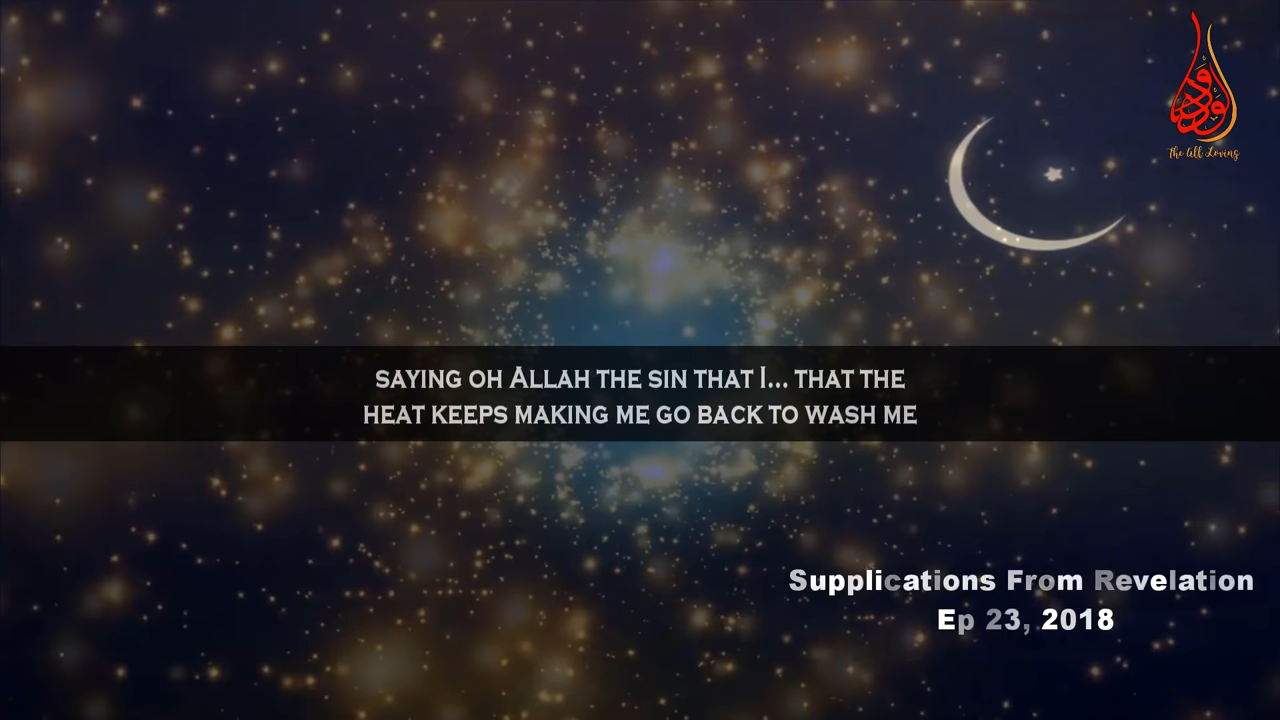 الودود
The All Loving
SAYING OH ALLAH THE SIN THAT I... THAT THE
HEAT KEEPS MAKING ME GO BACK TO WASH ME
Supplications From Revelation
Ep 23, 2018